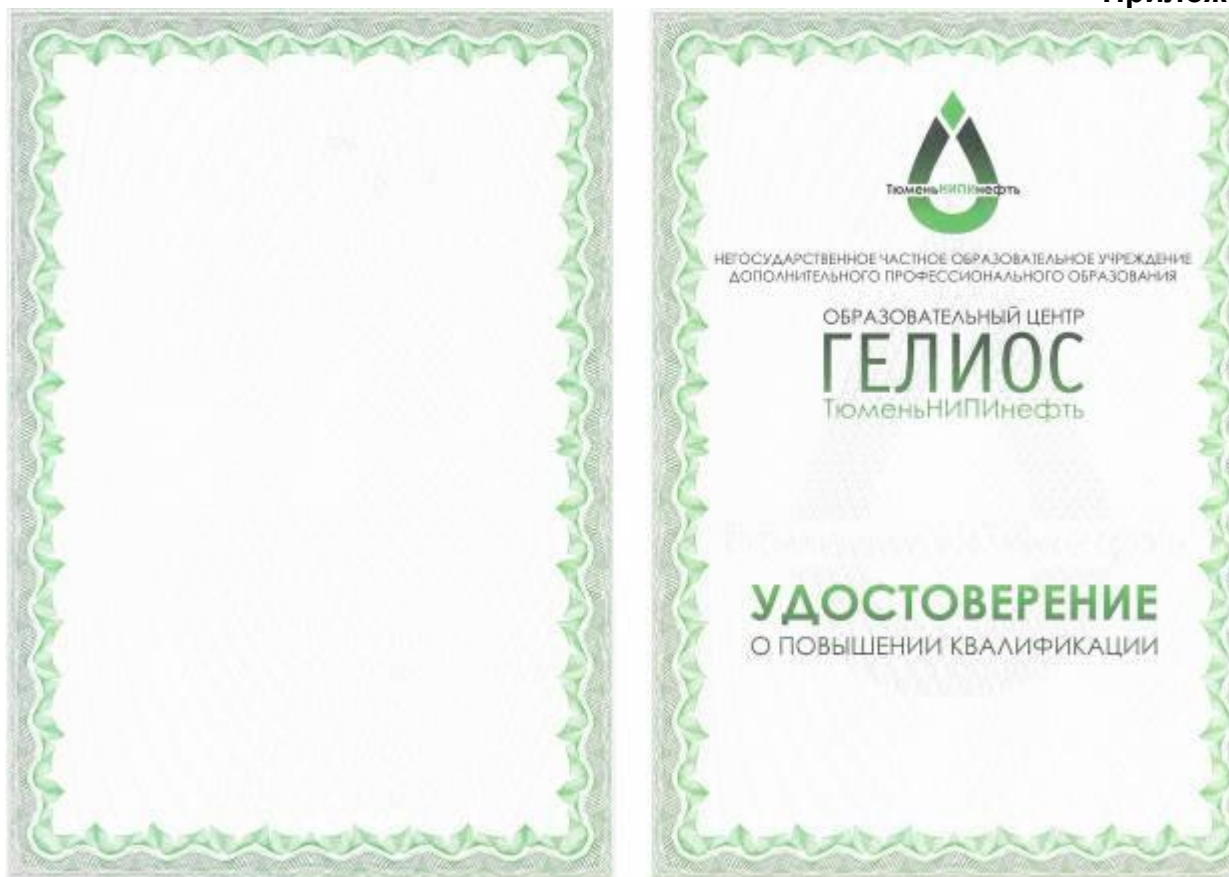 ТюменьНИПИнефть
НЕГОСУДАРСТВЕННОЕ ЧАСТНОЕ ОБРАЗОВАТЕЛЬНОЕ УЧРЕЖДЕНИЕ
ДОПОЛНИТЕЛЬНОГО ПРОФЕССИОНАЛЬНОГО ОБРАЗОВАНИЯ
ОБРАЗОВАТЕЛЬНЫЙ ЦЕНТР
ГЕЛИОС
ТюменьНИПИнефть
УДОСТОВЕРЕНИЕ
О ПОВЫШЕНИИ КВАЛИФИКАЦИИ